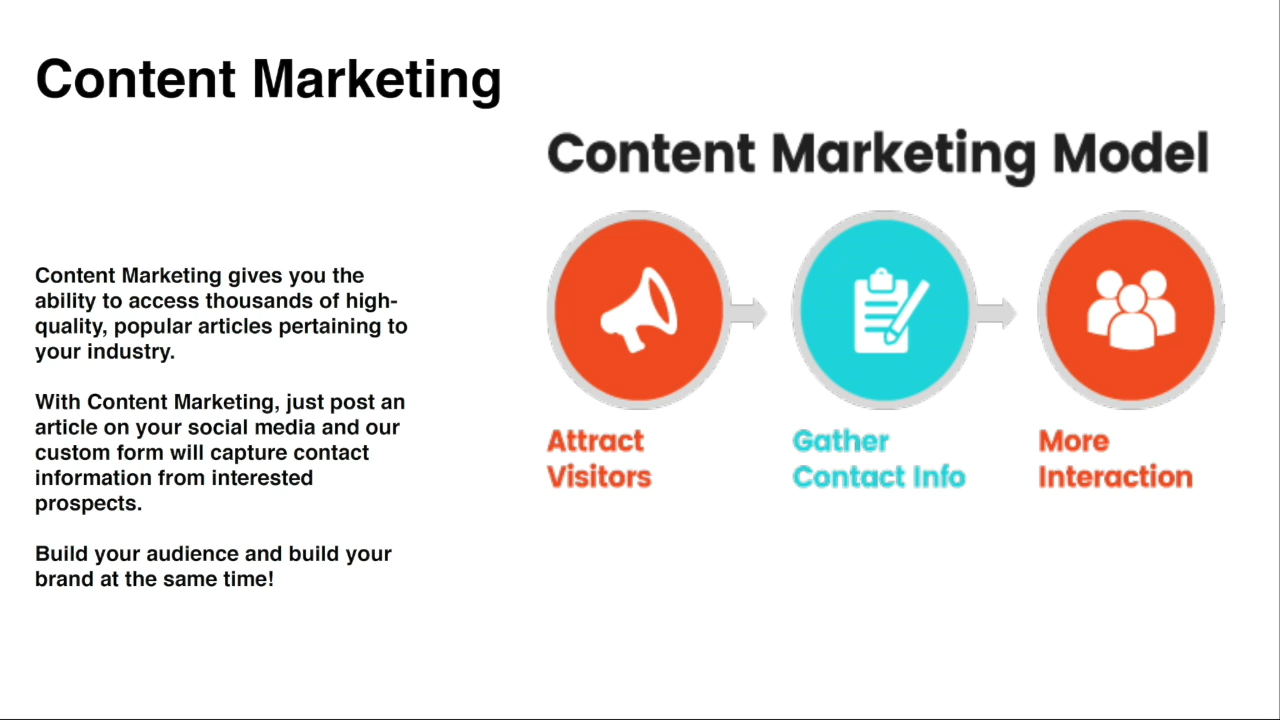 Content Marketing
Content Marketing gives you the
ability to access thousands of high-
quality, popular articles pertaining to
your industry.
With Content Marketing, just post an
article on your social media and our
custom form will capture contact
information from interested
prospects.
Build your audience and build your
brand at the same time!
Content Marketing Model
Attract
Visitors
Gather
Contact Info
More
Interaction